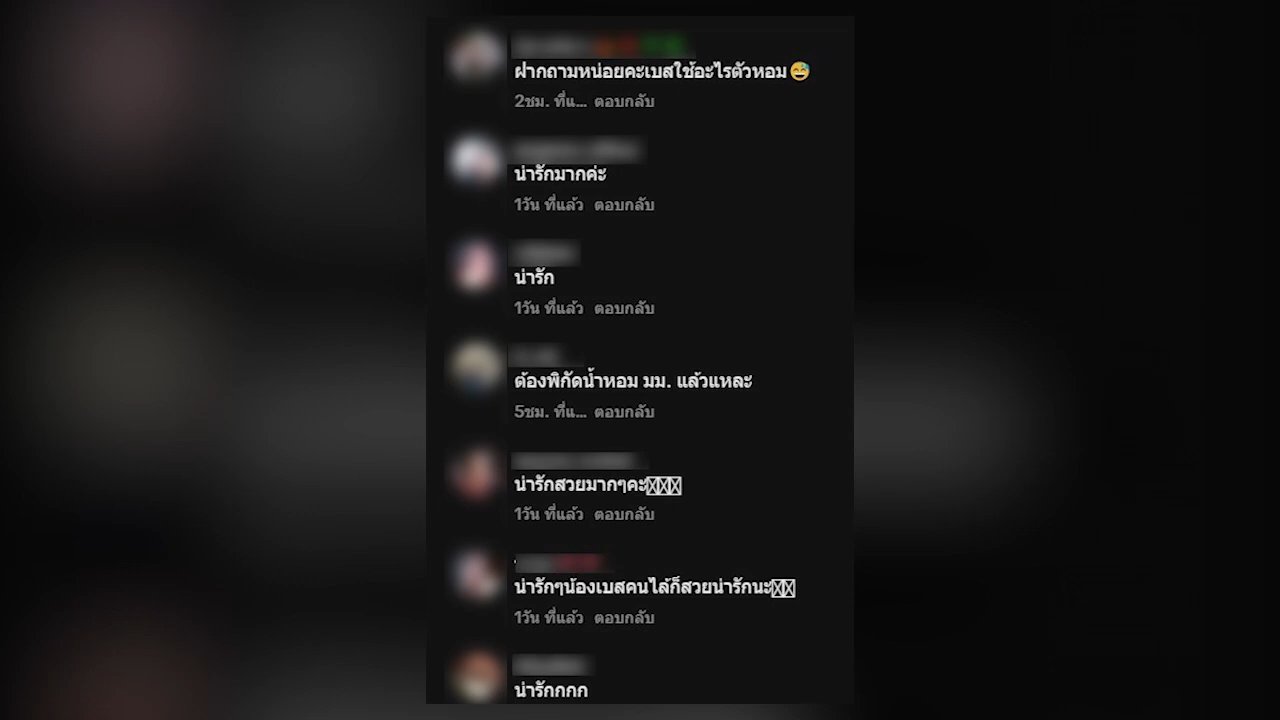 ฝากถามหน่อยคะเบสใช้อะไรตัวหอม😅
2ชม. ที่แ... ตอบกลับ
น่ารักมากค่ะ
1วัน ที่แล้ว ตอบกลับ
น่ารัก
1วัน ที่แล้ว ตอบกลับ
ต้องพิกัดน้ำหอม มม. แล้วแหละ
5ชม. ที่แ... ตอบกลับ
น่ารักสวยมากๆคะ
1วัน ที่แล้ว ตอบกลับ
น่ารักๆน้องเบสคนไล้ก็สวยน่ารักนะ
1วัน ที่แล้ว ตอบกลับ
น่ารักกกก